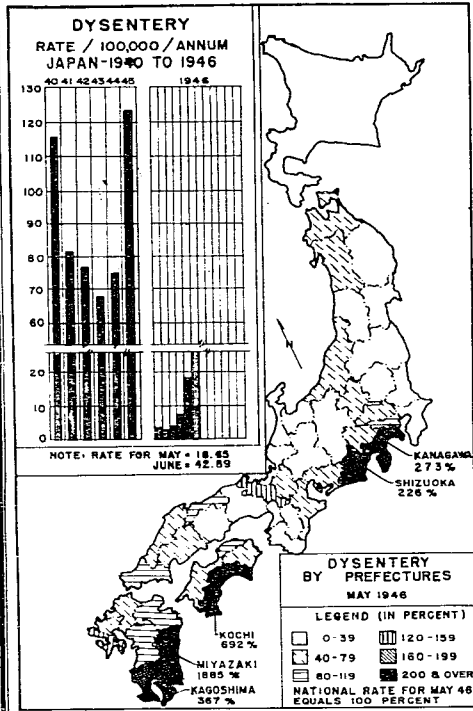 DYSENTERY
RATE / 100,000 / ANNUM
JAPAN-1940 TO 1946
40 41 42 43 44 45 1946
130
120
110
100
90
80
70
60
20
10
0
NOTE: RATE FOR MAY = 18.65
JUNE = 42.59
N
KANAGAWA
273 %
SHIZUOKA
226 %
KOCHI
692 %
MIYAZAKI
1885 %
KAGOSHIMA
367 %
DYSENTERY
BY PREFECTURES
MAY 1946
LEGEND (IN PERCENT)
0-39 120-159
40-79 160-199
80-119 200 & OVER
NATIONAL RATE FOR MAY 46
EQUALS 100 PERCENT